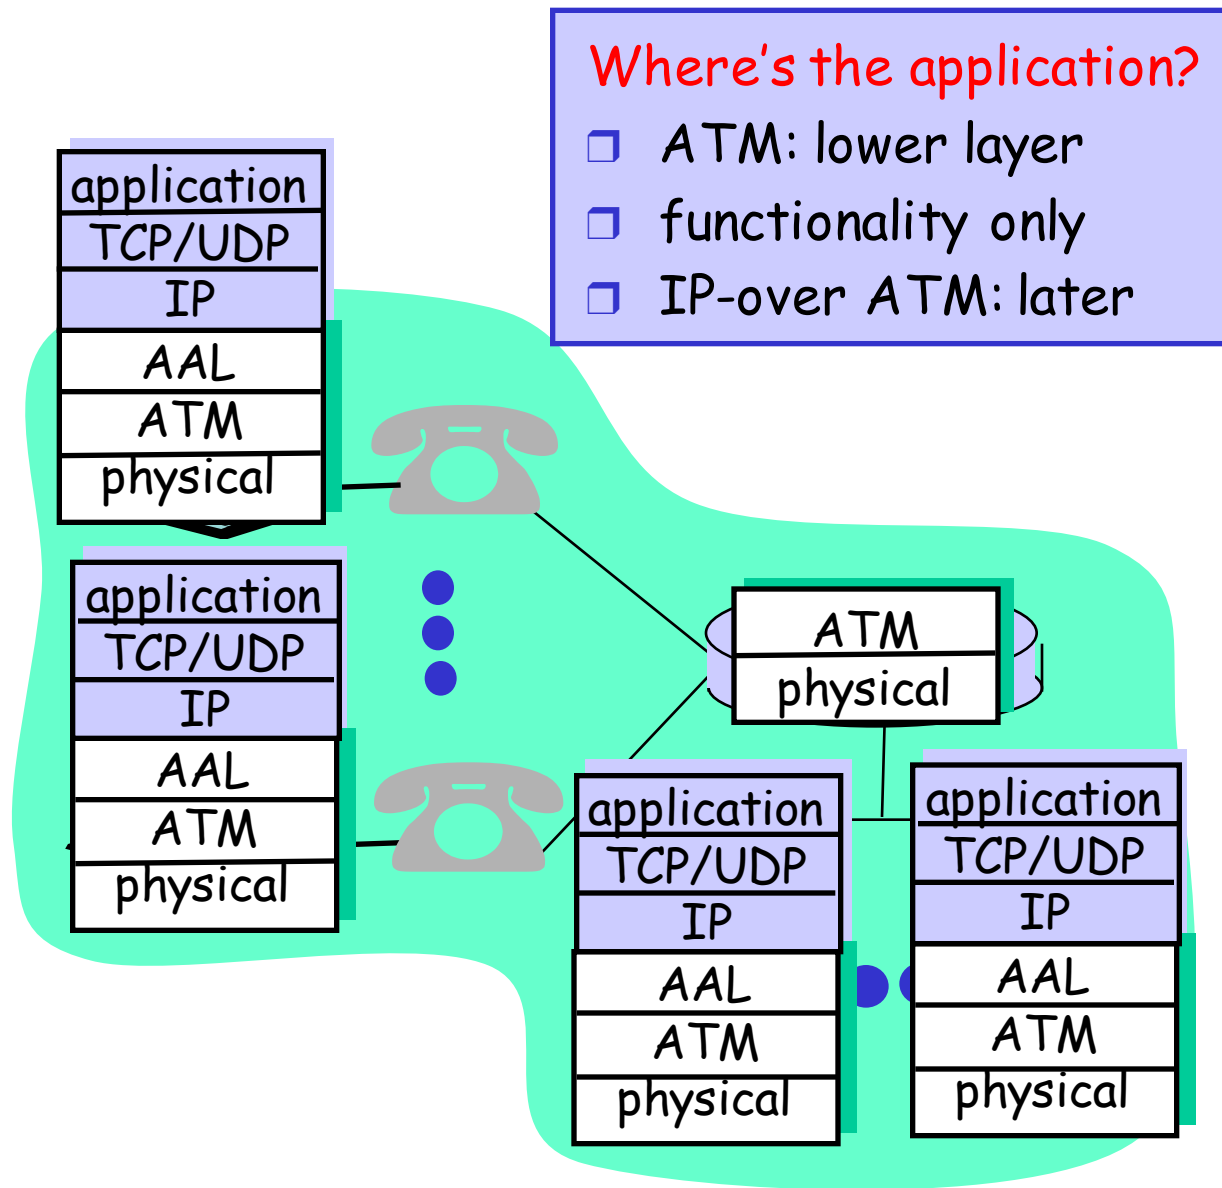 Where's the application?
ATM: lower layer
functionality only
IP-over ATM: later
application
TCP/UDP
IP
AAL
ATM
physical
application
TCP/UDP
IP
AAL
ATM
physical
ATM
physical
application
TCP/UDP
IP
AAL
ATM
physical
application
TCP/UDP
IP
AAL
ATM
physical